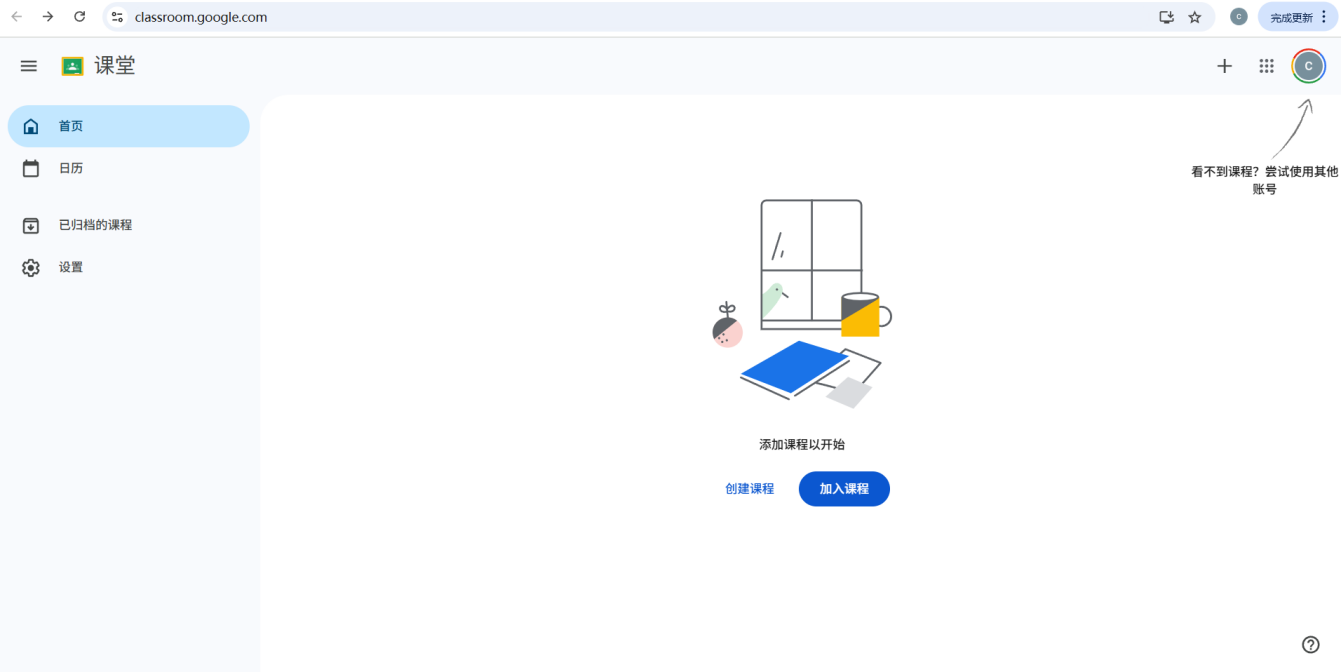 classroom.google.com
C
完成更新
课堂
C
首页
日历
已归档的课程
设置
看不到课程？尝试使用其他
账号
添加课程以开始
创建课程
加入课程